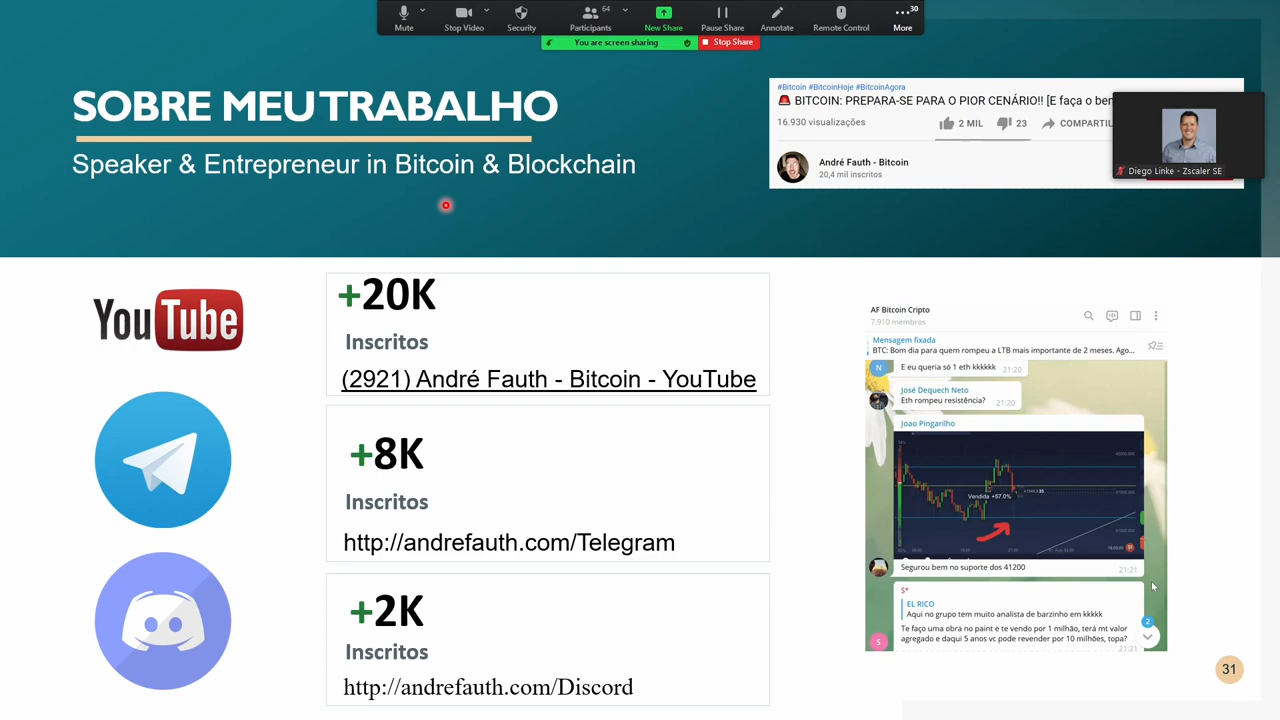 Mute
Stop Video
Security
64
Participants
New Share
Pause Share
Annotate
Remote Control
30
More
You are screen sharing
Stop Share
SOBRE MEU TRABALHO
Speaker & Entrepreneur in Bitcoin & Blockchain
#Bitcoin #BitcoinHoje #BitcoinAgora
BITCOIN: PREPARA-SE PARA O PIOR CENÁRIO!! [E faço o ben
16.930 visualizações
2 MIL
23
COMPARTIL
André Fauth - Bitcoin
20,4 mil inscritos
Diego Linke - Zscaler SE
YouTube
+20K
Inscritos
(2921) André Fauth - Bitcoin - YouTube
+8K
Inscritos
http://andrefauth.com/Telegram
+2K
Inscritos
http://andrefauth.com/Discord
AF Bitcoin Cripto
7.910 membros
Mensagem fixada
BTC: Bom dia para quem rompeu a LTB mais importante de 2 meses. Ago...
N
E eu queria só 1 eth kkkkkk
21:20
José Dequech Neto
Eth rompeu resistência?
21:20
Joao Pingarilho
Vendida +57.0%
Segurou bem no suporte dos 41200
21:21
S*
EL RICO
Aqui no grupo tem muito analista de barzinho em kkkkk
Te faço uma obra no paint e te vendo por 1 milhão, terá mt valor
agregado e daqui 5 anos vc pode revender por 10 milhões, topa?
21:21
S
2
31